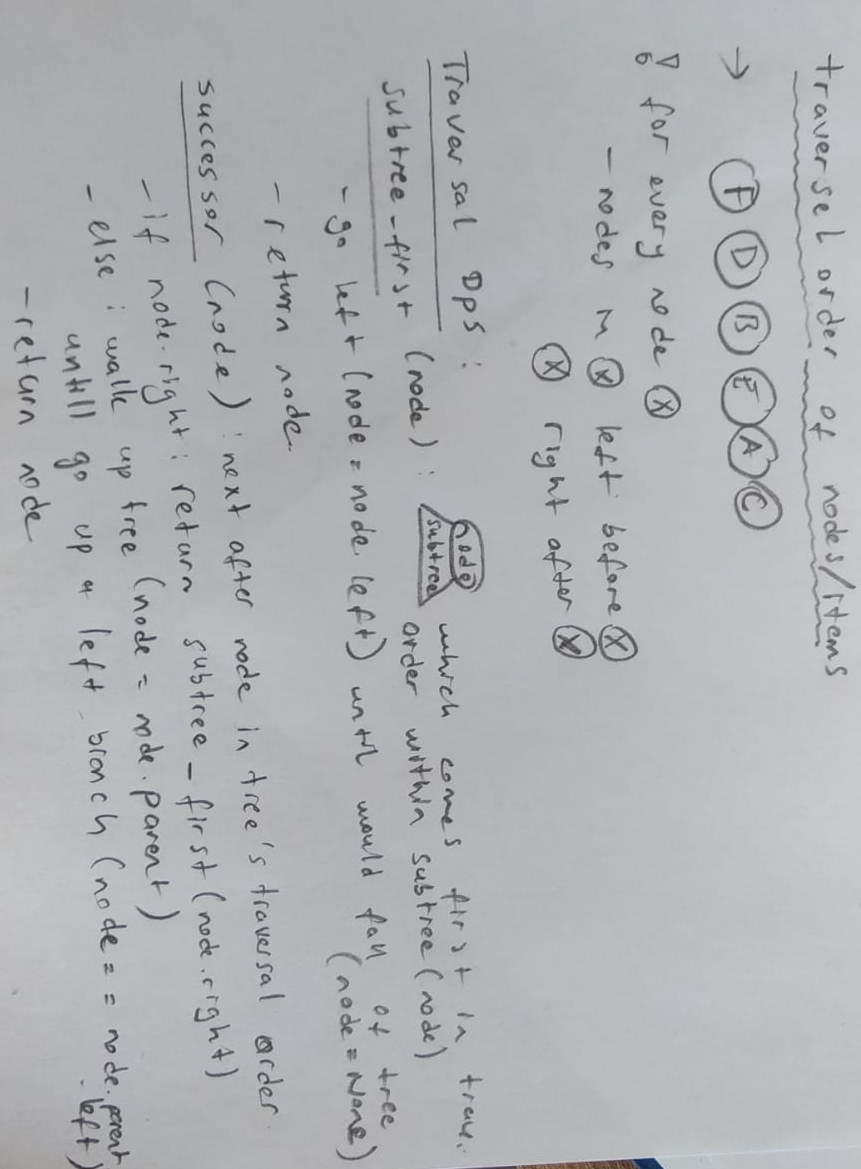 traversel order of nodes/items
→ F D B E A C
for every node X
- nodes in X left before X
X right after X
Traversal Ops:
subtree-first (node): node subtree which comes first in trav.
order within subtree (node)
- go left (node = node left) until would fall of tree
(node = None)
- return node.
successor (node): next after node in tree's traversal order.
- if node.right: return subtree-first (node.right)
- else: walk up tree (node = node.parent)
untill go up a left branch (node == node.parent
.left)
- return node